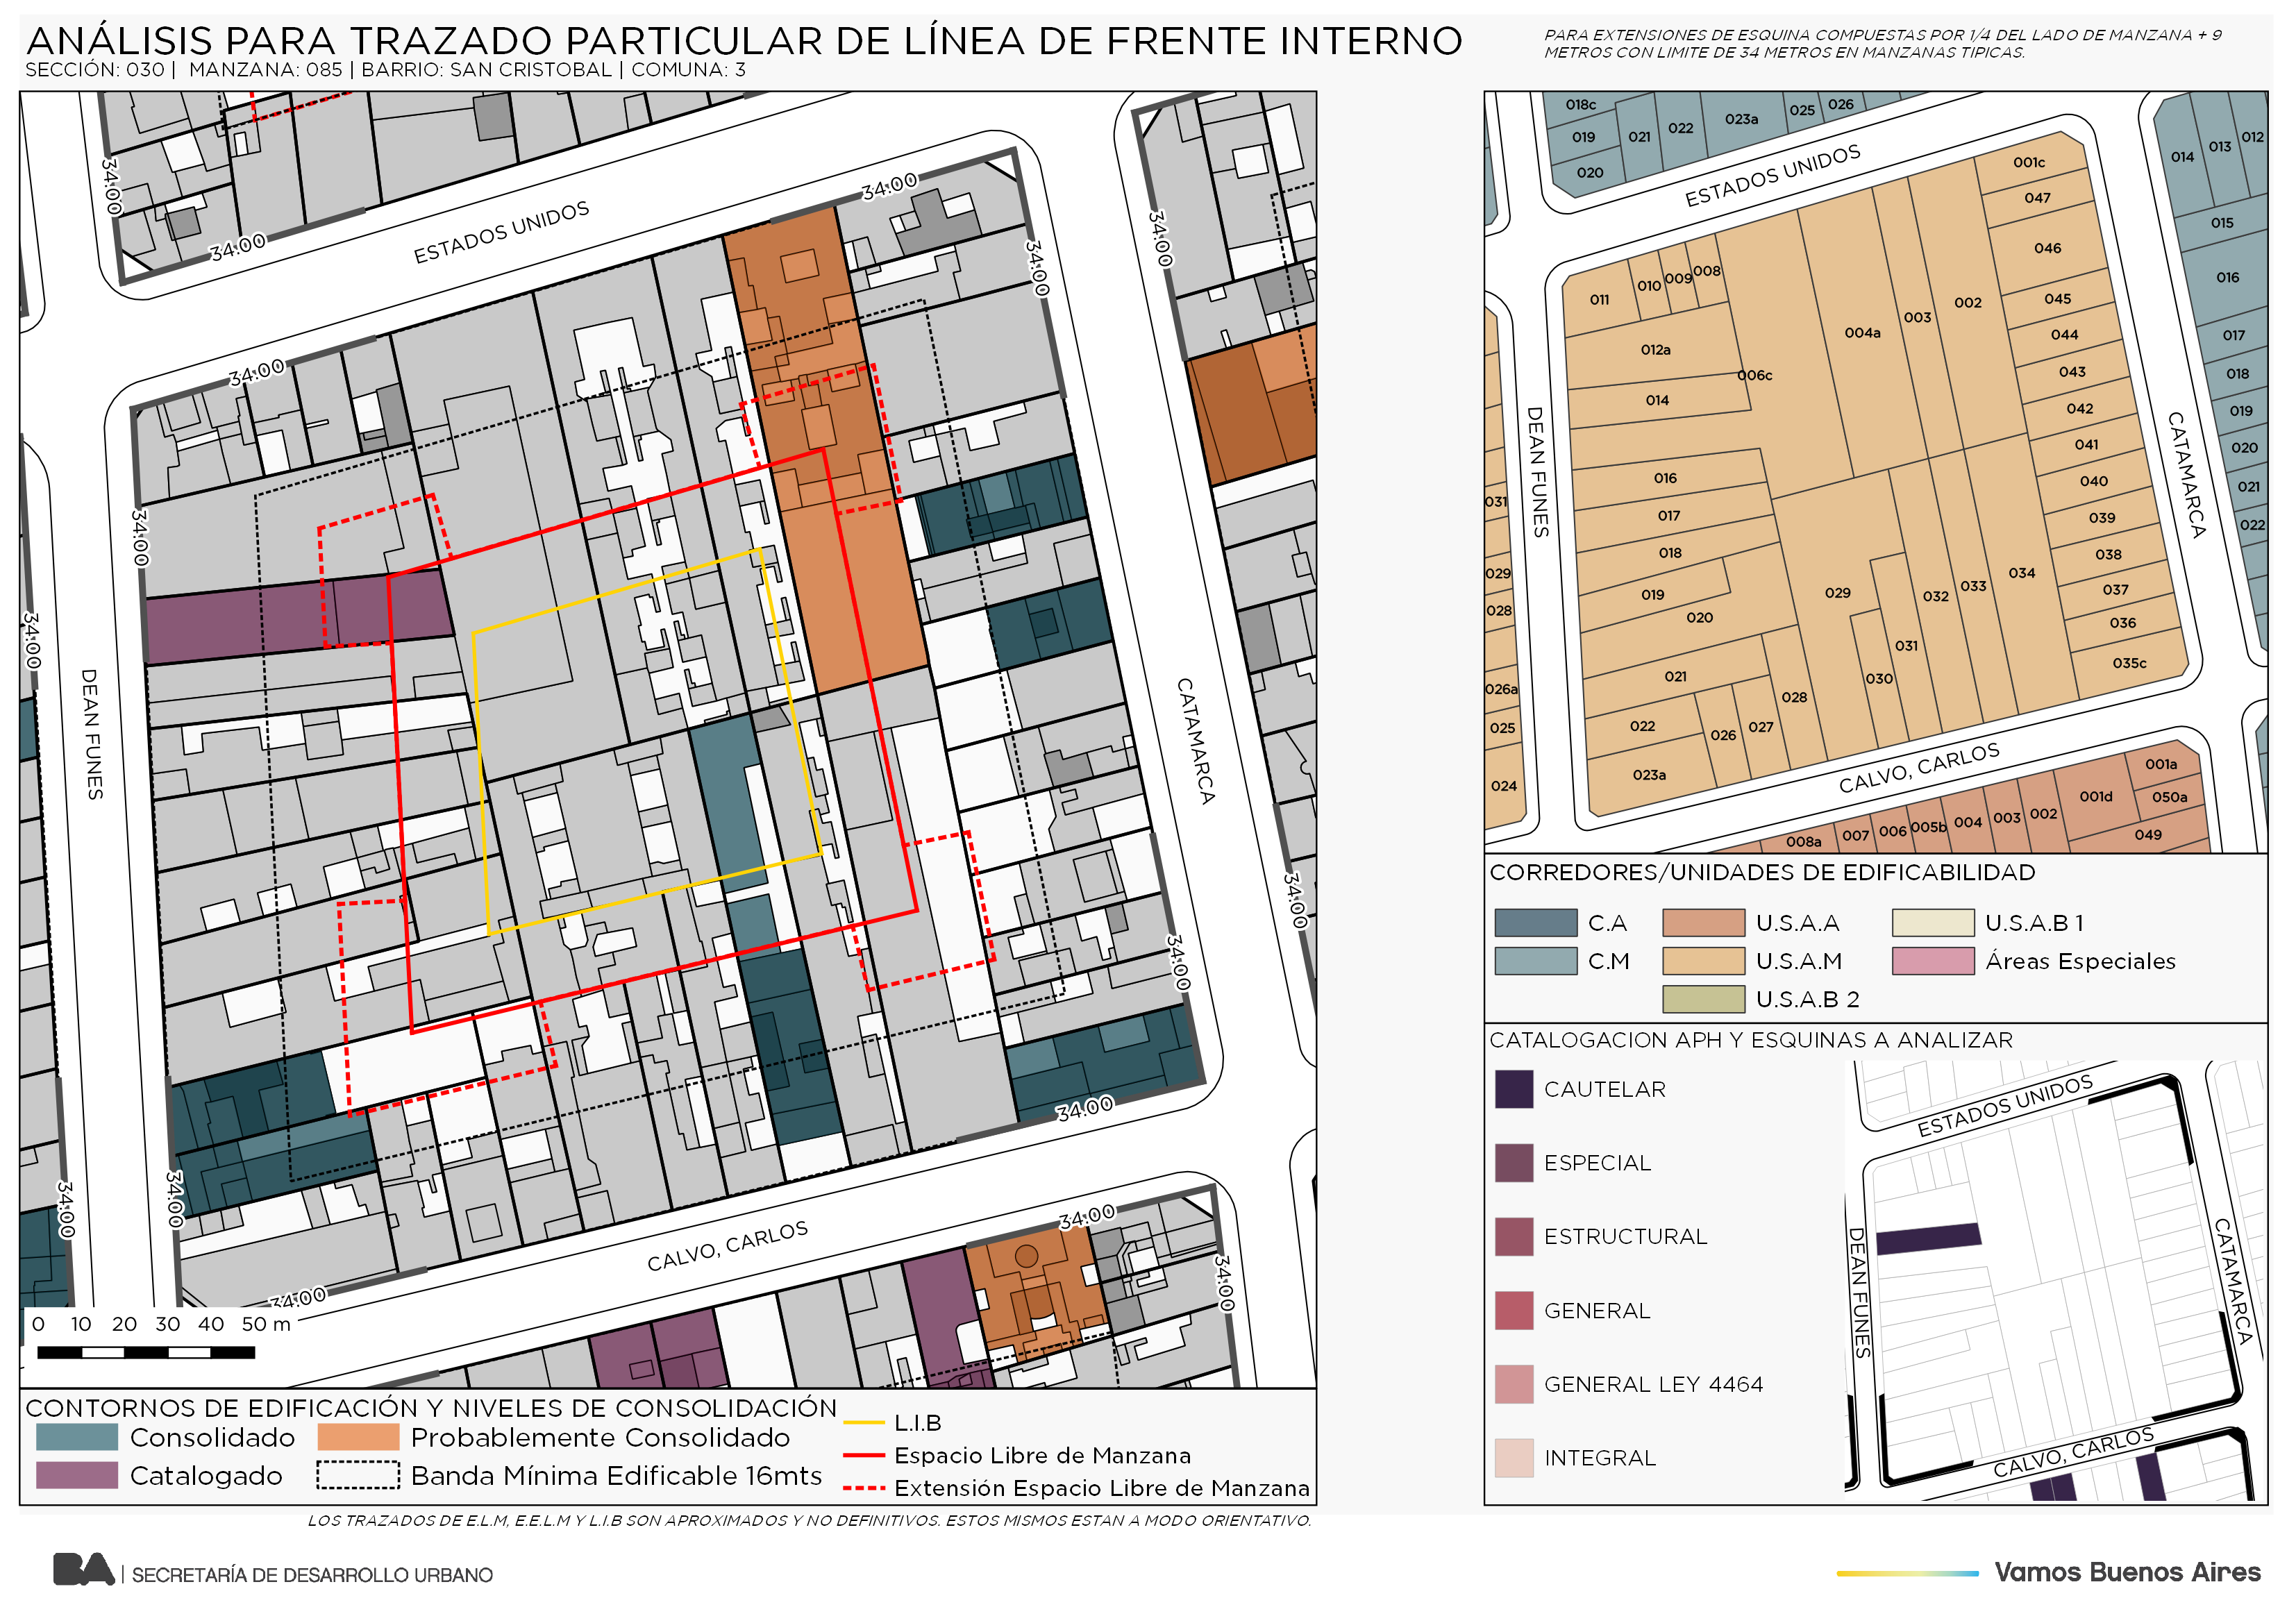 ANÁLISIS PARA TRAZADO PARTICULAR DE LÍNEA DE FRENTE INTERNO
SECCIÓN: 030 | MANZANA: 085 | BARRIO: SAN CRISTOBAL | COMUNA: 3
PARA EXTENSIONES DE ESQUINA COMPUESTAS POR 1/4 DEL LADO DE MANZANA + 9
METROS CON LIMITE DE 34 METROS EN MANZANAS TIPICAS.
34.00
34.00
ESTADOS UNIDOS
34.00
34.00
34.00
34.00
34.00
34.00
DEAN FUNES
CATAMARCA
34.00
34.00
34.00
34.00
34.00
34.00
CALVO, CARLOS
34.00
34.00
34.00
0 10 20 30 40 50 m
CONTORNOS DE EDIFICACIÓN Y NIVELES DE CONSOLIDACIÓN
Consolidado
Probablemente Consolidado
Catalogado
Banda Mínima Edificable 16mts
L.I.B
Espacio Libre de Manzana
Extensión Espacio Libre de Manzana
LOS TRAZADOS DE E.L.M, E.E.L.M Y L.I.B SON APROXIMADOS Y NO DEFINITIVOS. ESTOS MISMOS ESTAN A MODO ORIENTATIVO.
018c
019
020
021
022
023a
025
026
ESTADOS UNIDOS
014
013
012
015
016
017
018
019
020
021
022
001c
047
046
045
044
043
042
041
040
039
038
037
036
035c
011
010
009
008
012a
014
006c
004a
003
002
016
017
018
019
020
021
022
023a
026
027
028
029
030
031
032
033
034
DEAN FUNES
CATAMARCA
031
029
028
026a
025
024
CALVO, CARLOS
008a
007
006
005b
004
003
002
001d
001a
050a
049
CORREDORES/UNIDADES DE EDIFICABILIDAD
C.A
U.S.A.A
U.S.A.B 1
C.M
U.S.A.M
Áreas Especiales
U.S.A.B 2
CATALOGACION APH Y ESQUINAS A ANALIZAR
CAUTELAR
ESPECIAL
ESTRUCTURAL
GENERAL
GENERAL LEY 4464
INTEGRAL
ESTADOS UNIDOS
DEAN FUNES
CATAMARCA
CALVO, CARLOS
BA | SECRETARÍA DE DESARROLLO URBANO
Vamos Buenos Aires